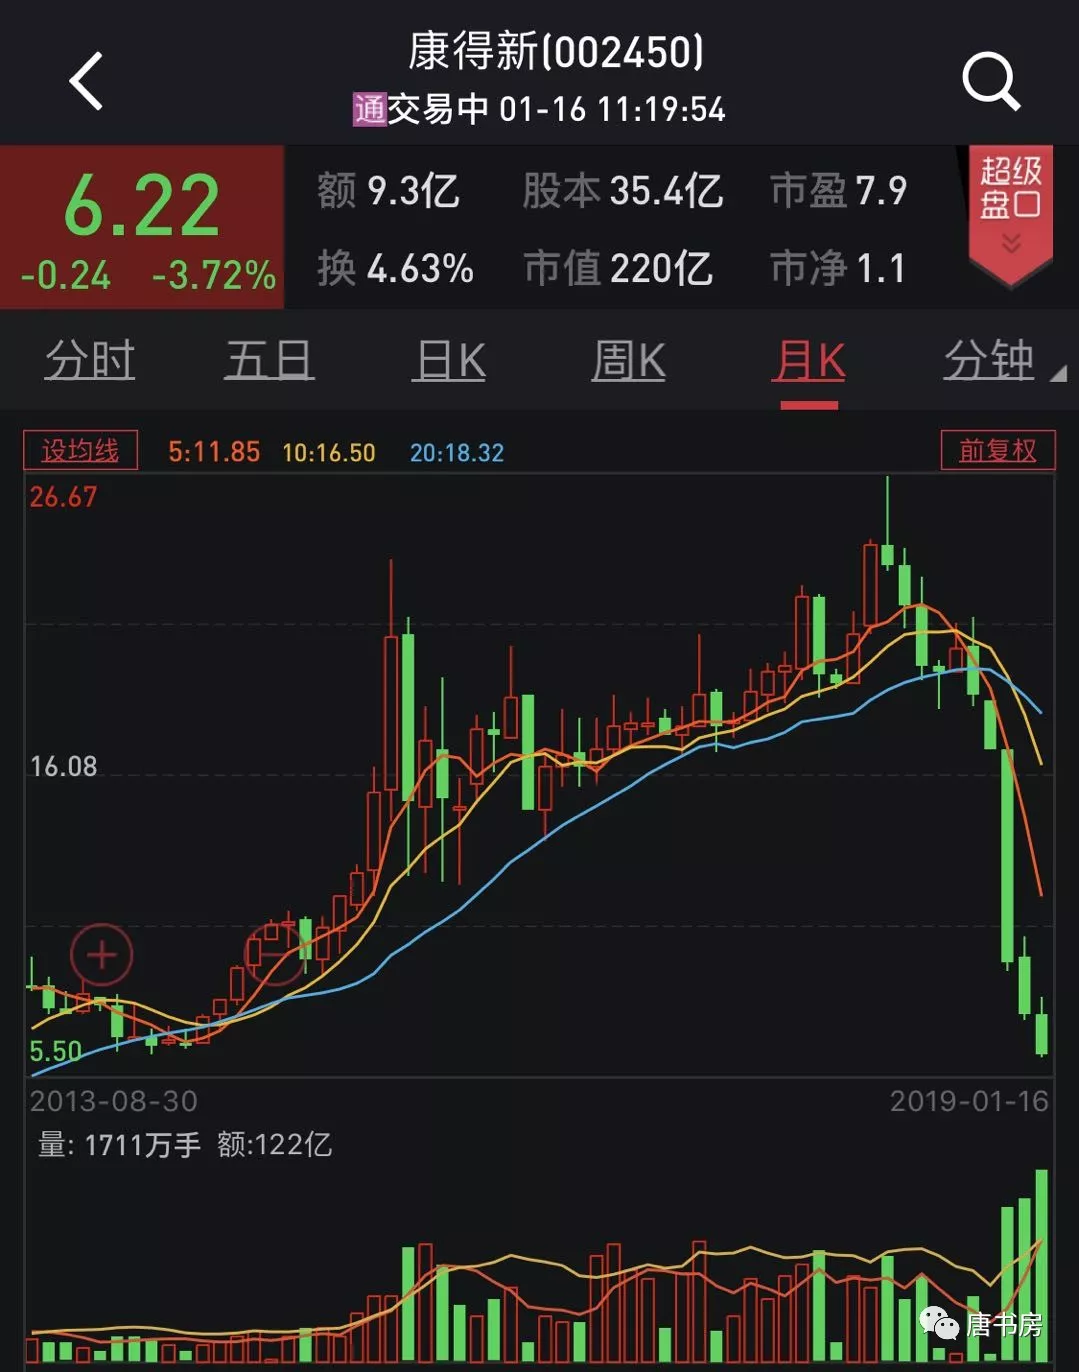 康得新(002450)
通交易中 01-16 11:19:54
6.22
-0.24 -3.72%
额 9.3亿 股本 35.4亿 市盈 7.9
换 4.63% 市值 220亿 市净 1.1
超级
盘口
分时 五日 日K 周K 月K 分钟
设均线 5:11.85 10:16.50 20:18.32 前复权
26.67
16.08
5.50
2013-08-30 2019-01-16
量: 1711万手 额:122亿
唐书房